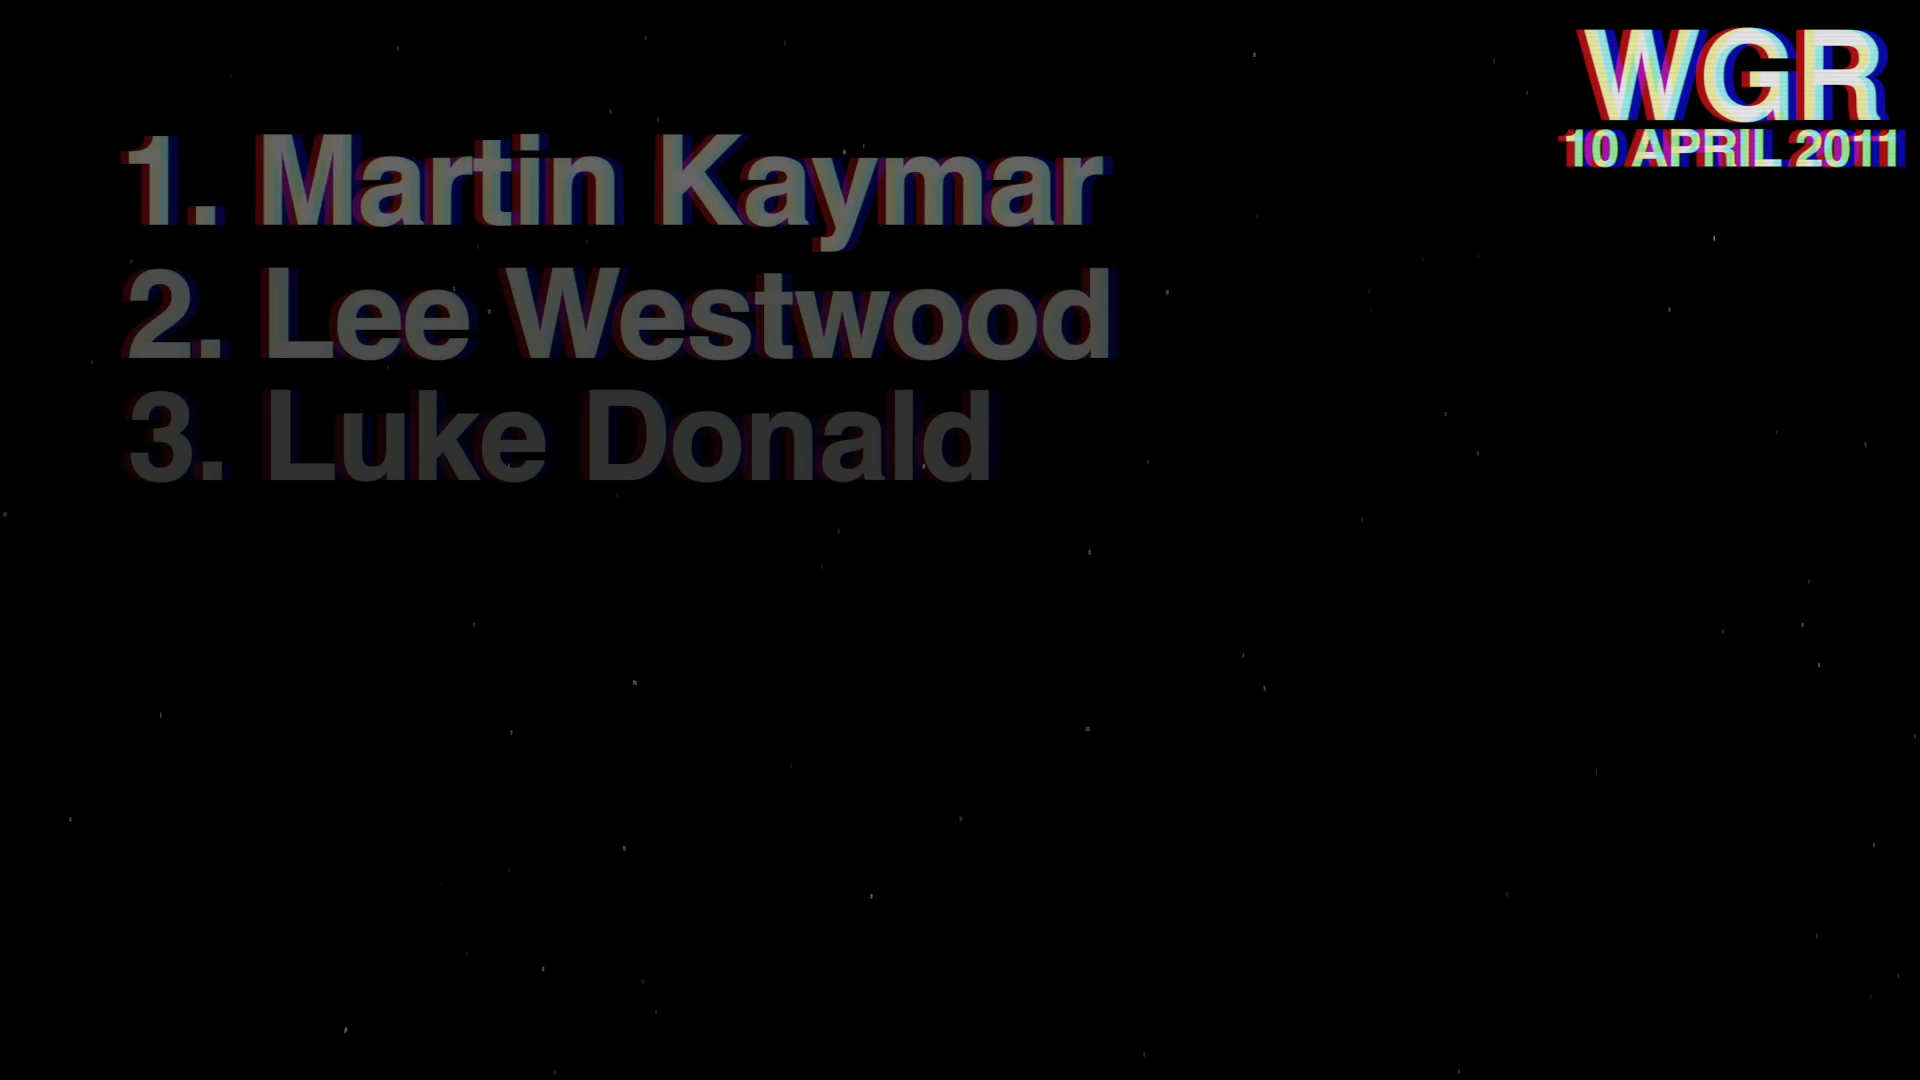 WGR
10 APRIL 2011
1. Martin Kaymar
2. Lee Westwood
3. Luke Donald